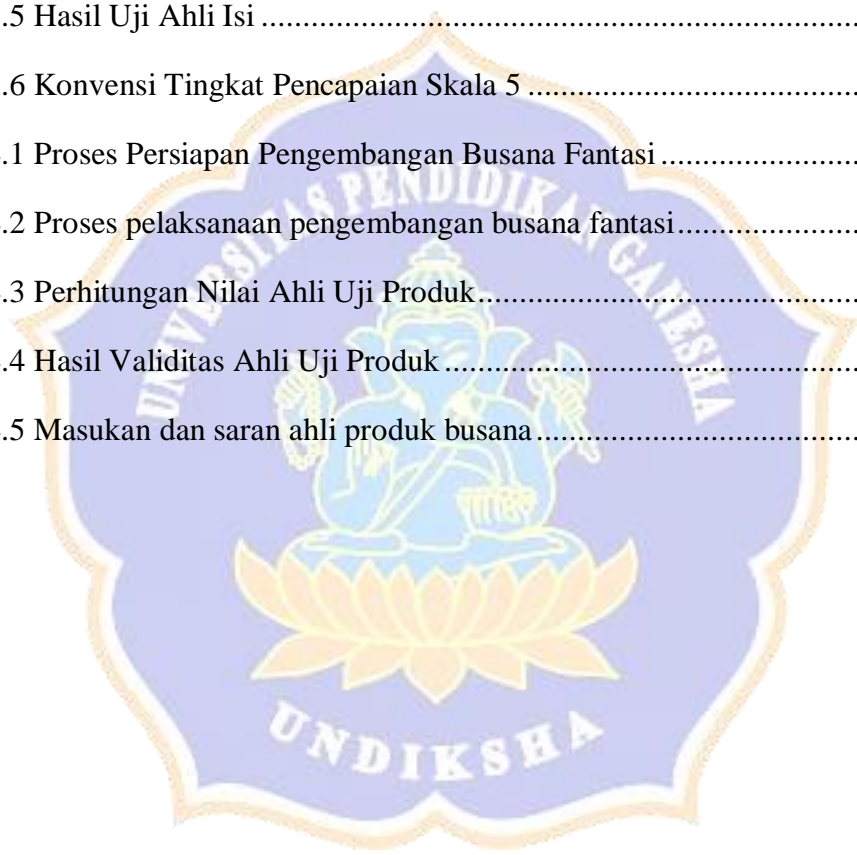 .5 Hasil Uji Ahli Isi ....................................................................................
.6 Konvensi Tingkat Pencapaian Skala 5 ...............................................
.1 Proses Persiapan Pengembangan Busana Fantasi ............................
.2 Proses pelaksanaan pengembangan busana fantasi..........................
.3 Perhitungan Nilai Ahli Uji Produk....................................................
.4 Hasil Validitas Ahli Uji Produk ........................................................
.5 Masukan dan saran ahli produk busana............................................
UNIVERSITAS PENDIDIKAN GANESHA
UNDIKSHA